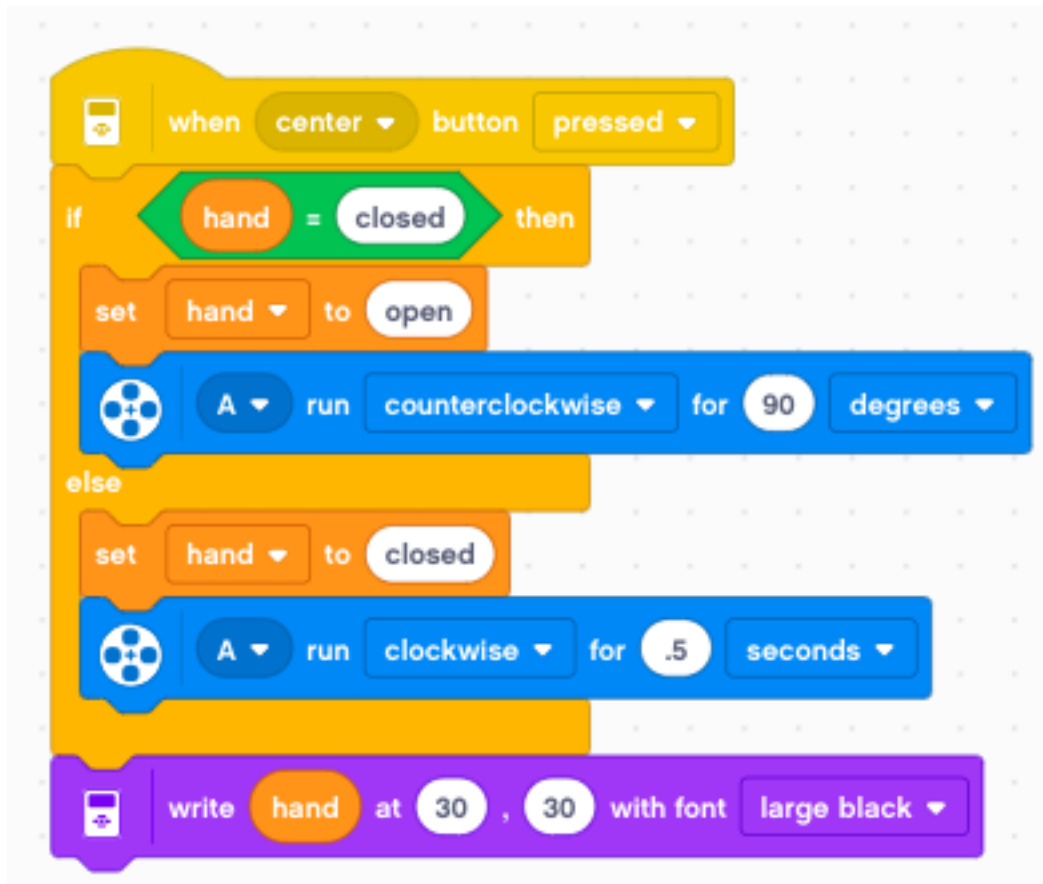 when center button pressed
if hand = closed then
set hand to open
A run counterclockwise for 90 degrees
else
set hand to closed
A run clockwise for .5 seconds
write hand at 30 , 30 with font large black